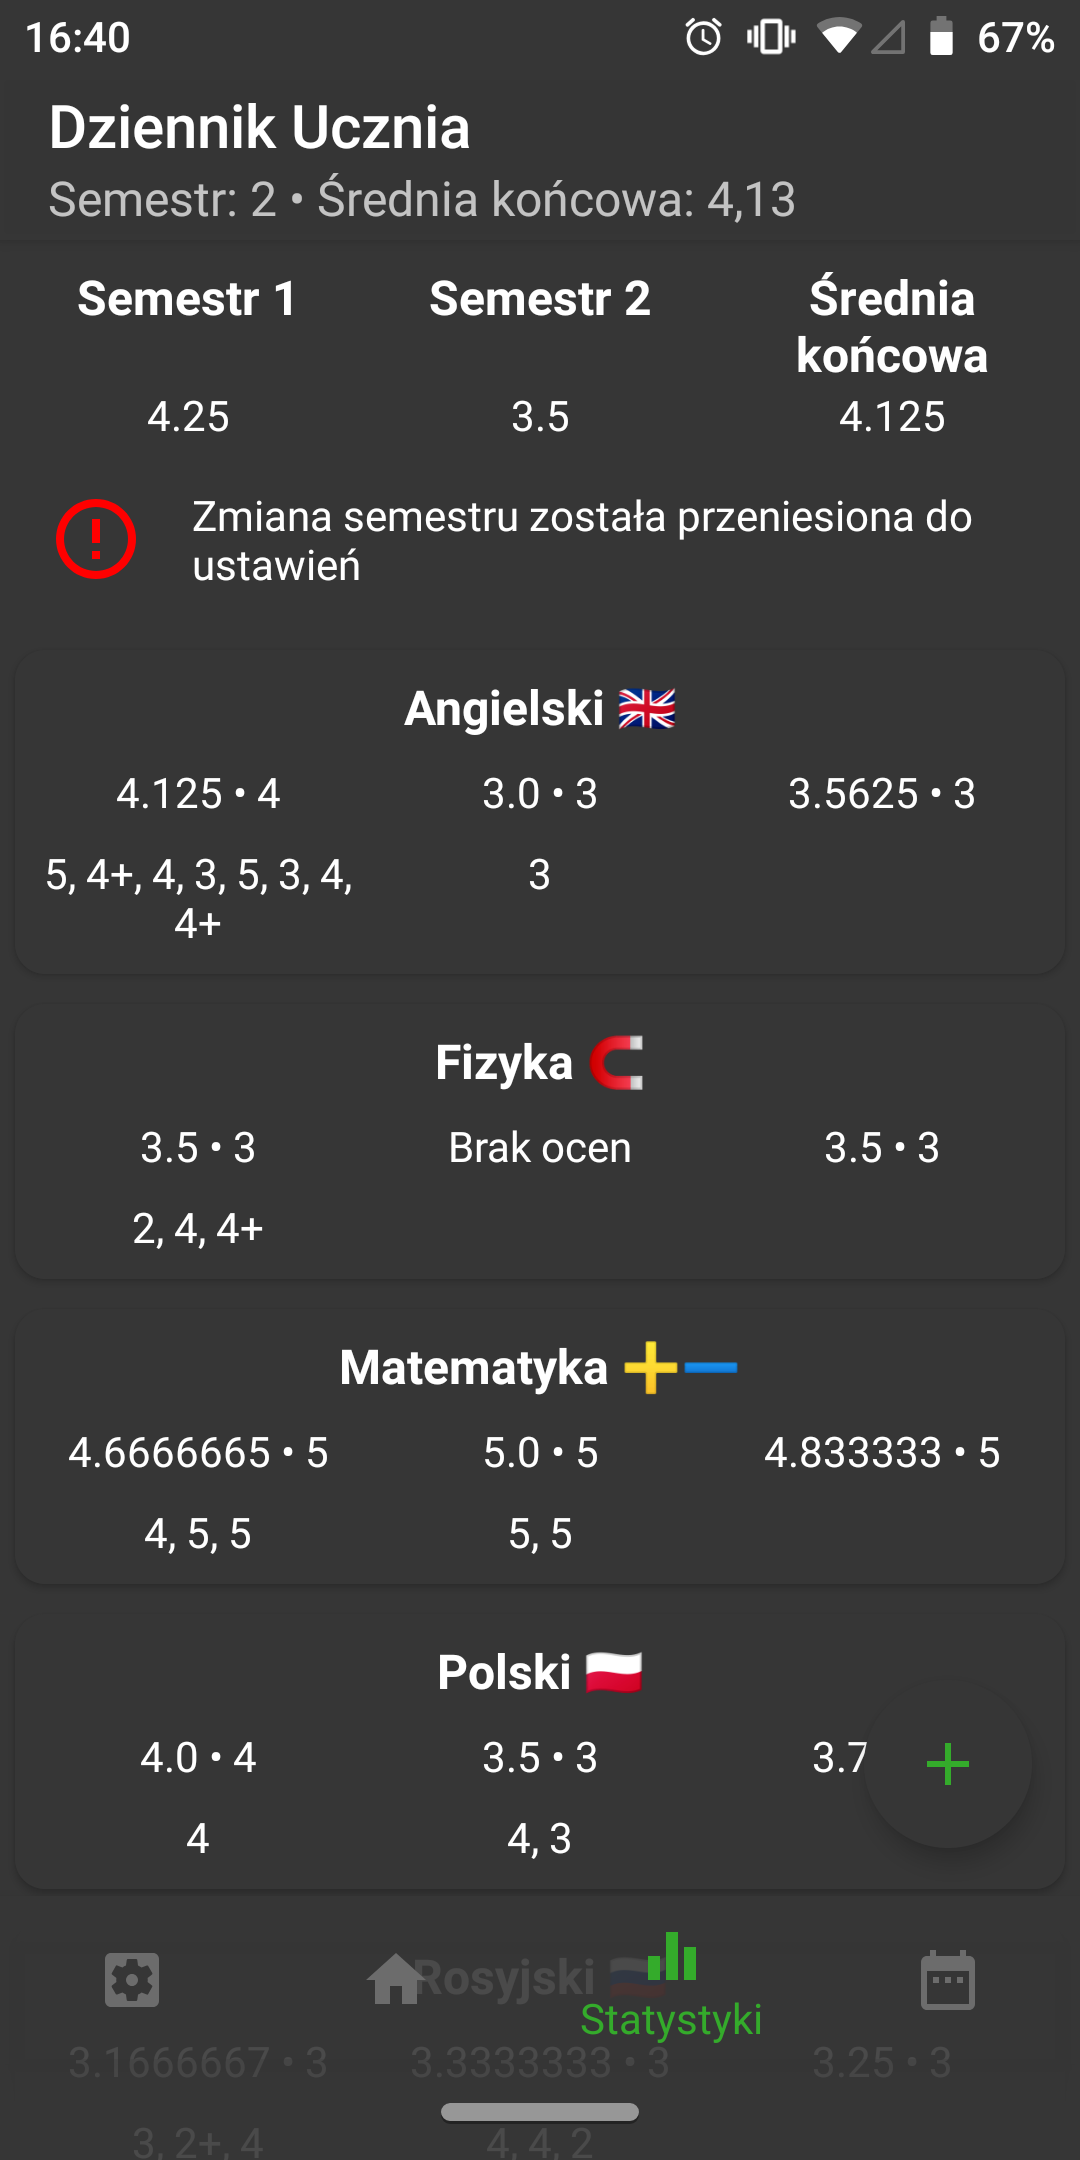 16:40 67%
Dziennik Ucznia
Semestr: 2 • Średnia końcowa: 4,13
Semestr 1 Semestr 2 Średnia końcowa
4.25 3.5 4.125
Zmiana semestru została przeniesiona do
ustawień
Angielski
4.125 • 4 3.0 • 3 3.5625 • 3
5, 4+, 4, 3, 5, 3, 4, 3
4+
Fizyka
3.5 • 3 Brak ocen 3.5 • 3
2, 4, 4+
Matematyka
4.6666665 • 5 5.0 • 5 4.833333 • 5
4, 5, 5 5, 5
Polski
4.0 • 4 3.5 • 3 3.7
4 4, 3
Rosyjski
Statystyki
3.1666667 • 3 3.3333333 • 3 3.25 • 3
3, 2+, 4 4, 4, 2